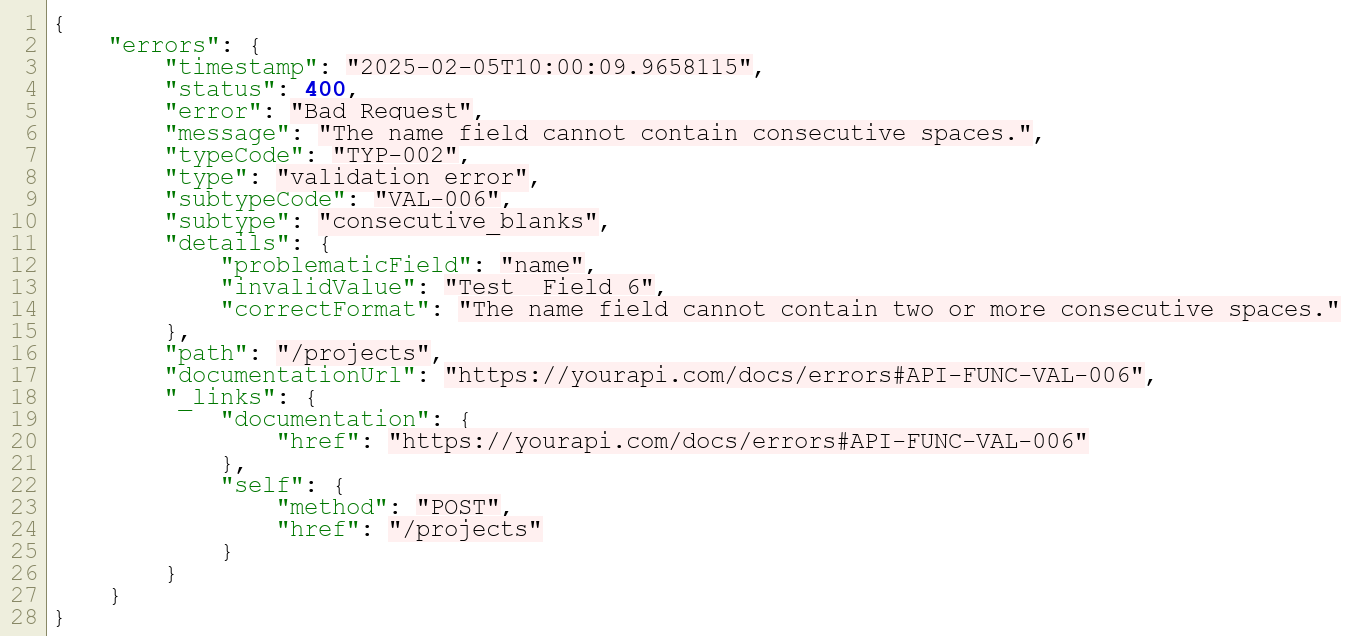 1 {
2     "errors": {
3         "timestamp": "2025-02-05T10:00:09.9658115",
4         "status": 400,
5         "error": "Bad Request",
6         "message": "The name field cannot contain consecutive spaces.",
7         "typeCode": "TYP-002",
8         "type": "validation error",
9         "subtypeCode": "VAL-006",
10         "subtype": "consecutive_blanks",
11         "details": {
12             "problematicField": "name",
13             "invalidValue": "Test  Field 6",
14             "correctFormat": "The name field cannot contain two or more consecutive spaces."
15         },
16         "path": "/projects",
17         "documentationUrl": "https://yourapi.com/docs/errors#API-FUNC-VAL-006",
18         "_links": {
19             "documentation": {
20                 "href": "https://yourapi.com/docs/errors#API-FUNC-VAL-006"
21             },
22             "self": {
23                 "method": "POST",
24                 "href": "/projects"
25             }
26         }
27     }
28 }